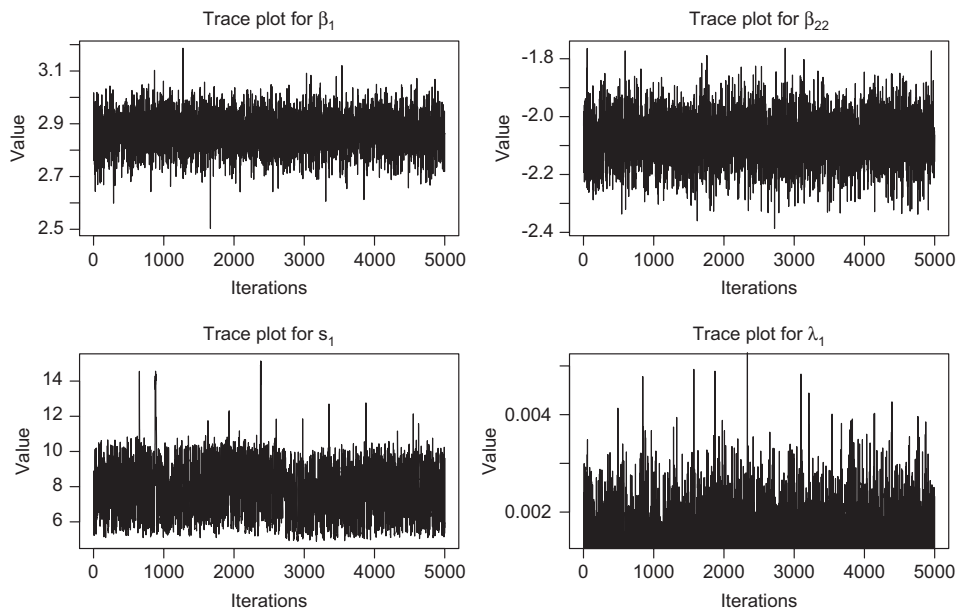 Trace plot for β₁
Value
3.1
2.9
2.7
2.5
0 1000 2000 3000 4000 5000
Iterations
Trace plot for β₂₂
Value
-1.8
-2.0
-2.2
-2.4
0 1000 2000 3000 4000 5000
Iterations
Trace plot for s₁
Value
14
12
10
8
6
0 1000 2000 3000 4000 5000
Iterations
Trace plot for λ₁
Value
0.004
0.002
0 1000 2000 3000 4000 5000
Iterations